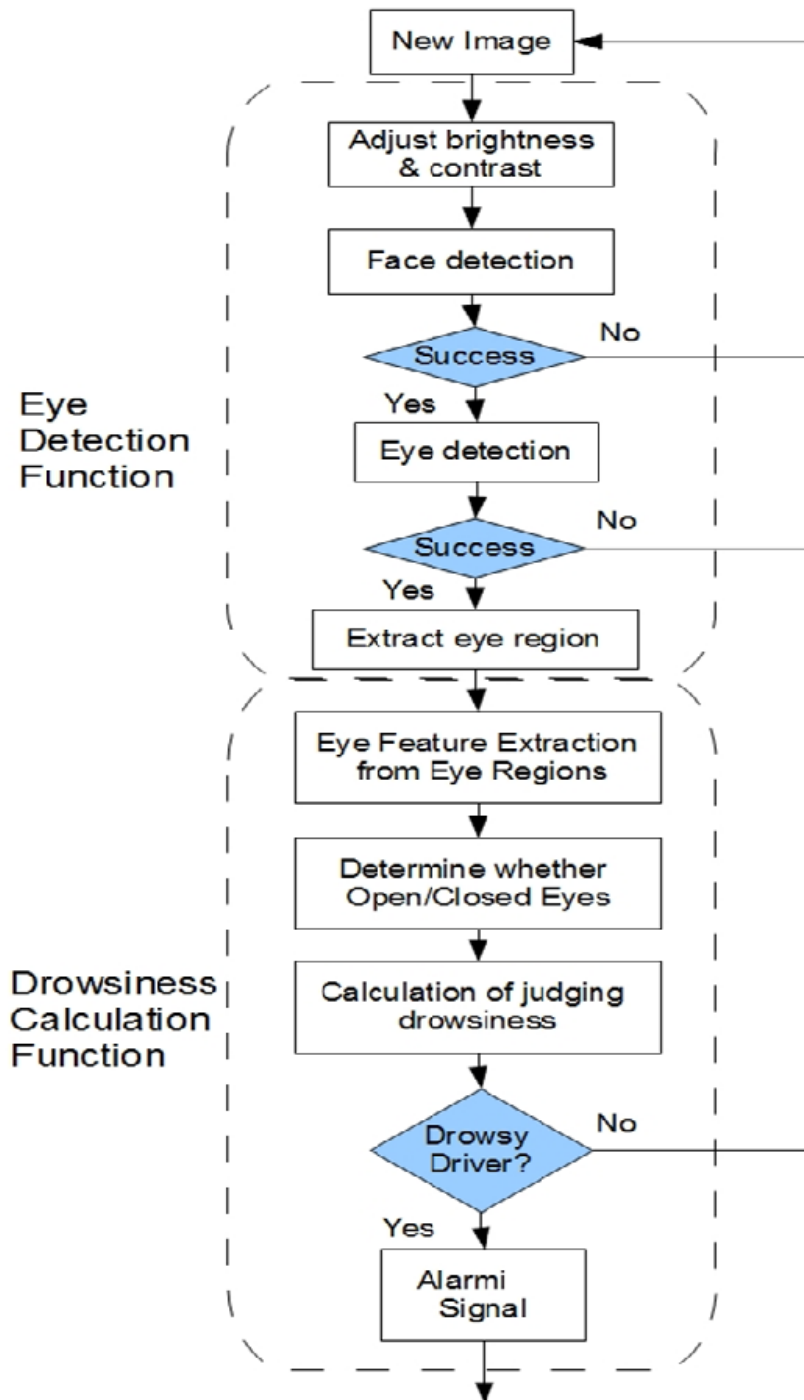 New Image
Adjust brightness
& contrast
Face detection
Success
No
Yes
Eye
Detection
Function
Eye detection
Success
No
Yes
Extract eye region
Eye Feature Extraction
from Eye Regions
Determine whether
Open/Closed Eyes
Drowsiness
Calculation
Function
Calculation of judging
drowsiness
Drowsy
Driver?
No
Yes
Alarmi
Signal